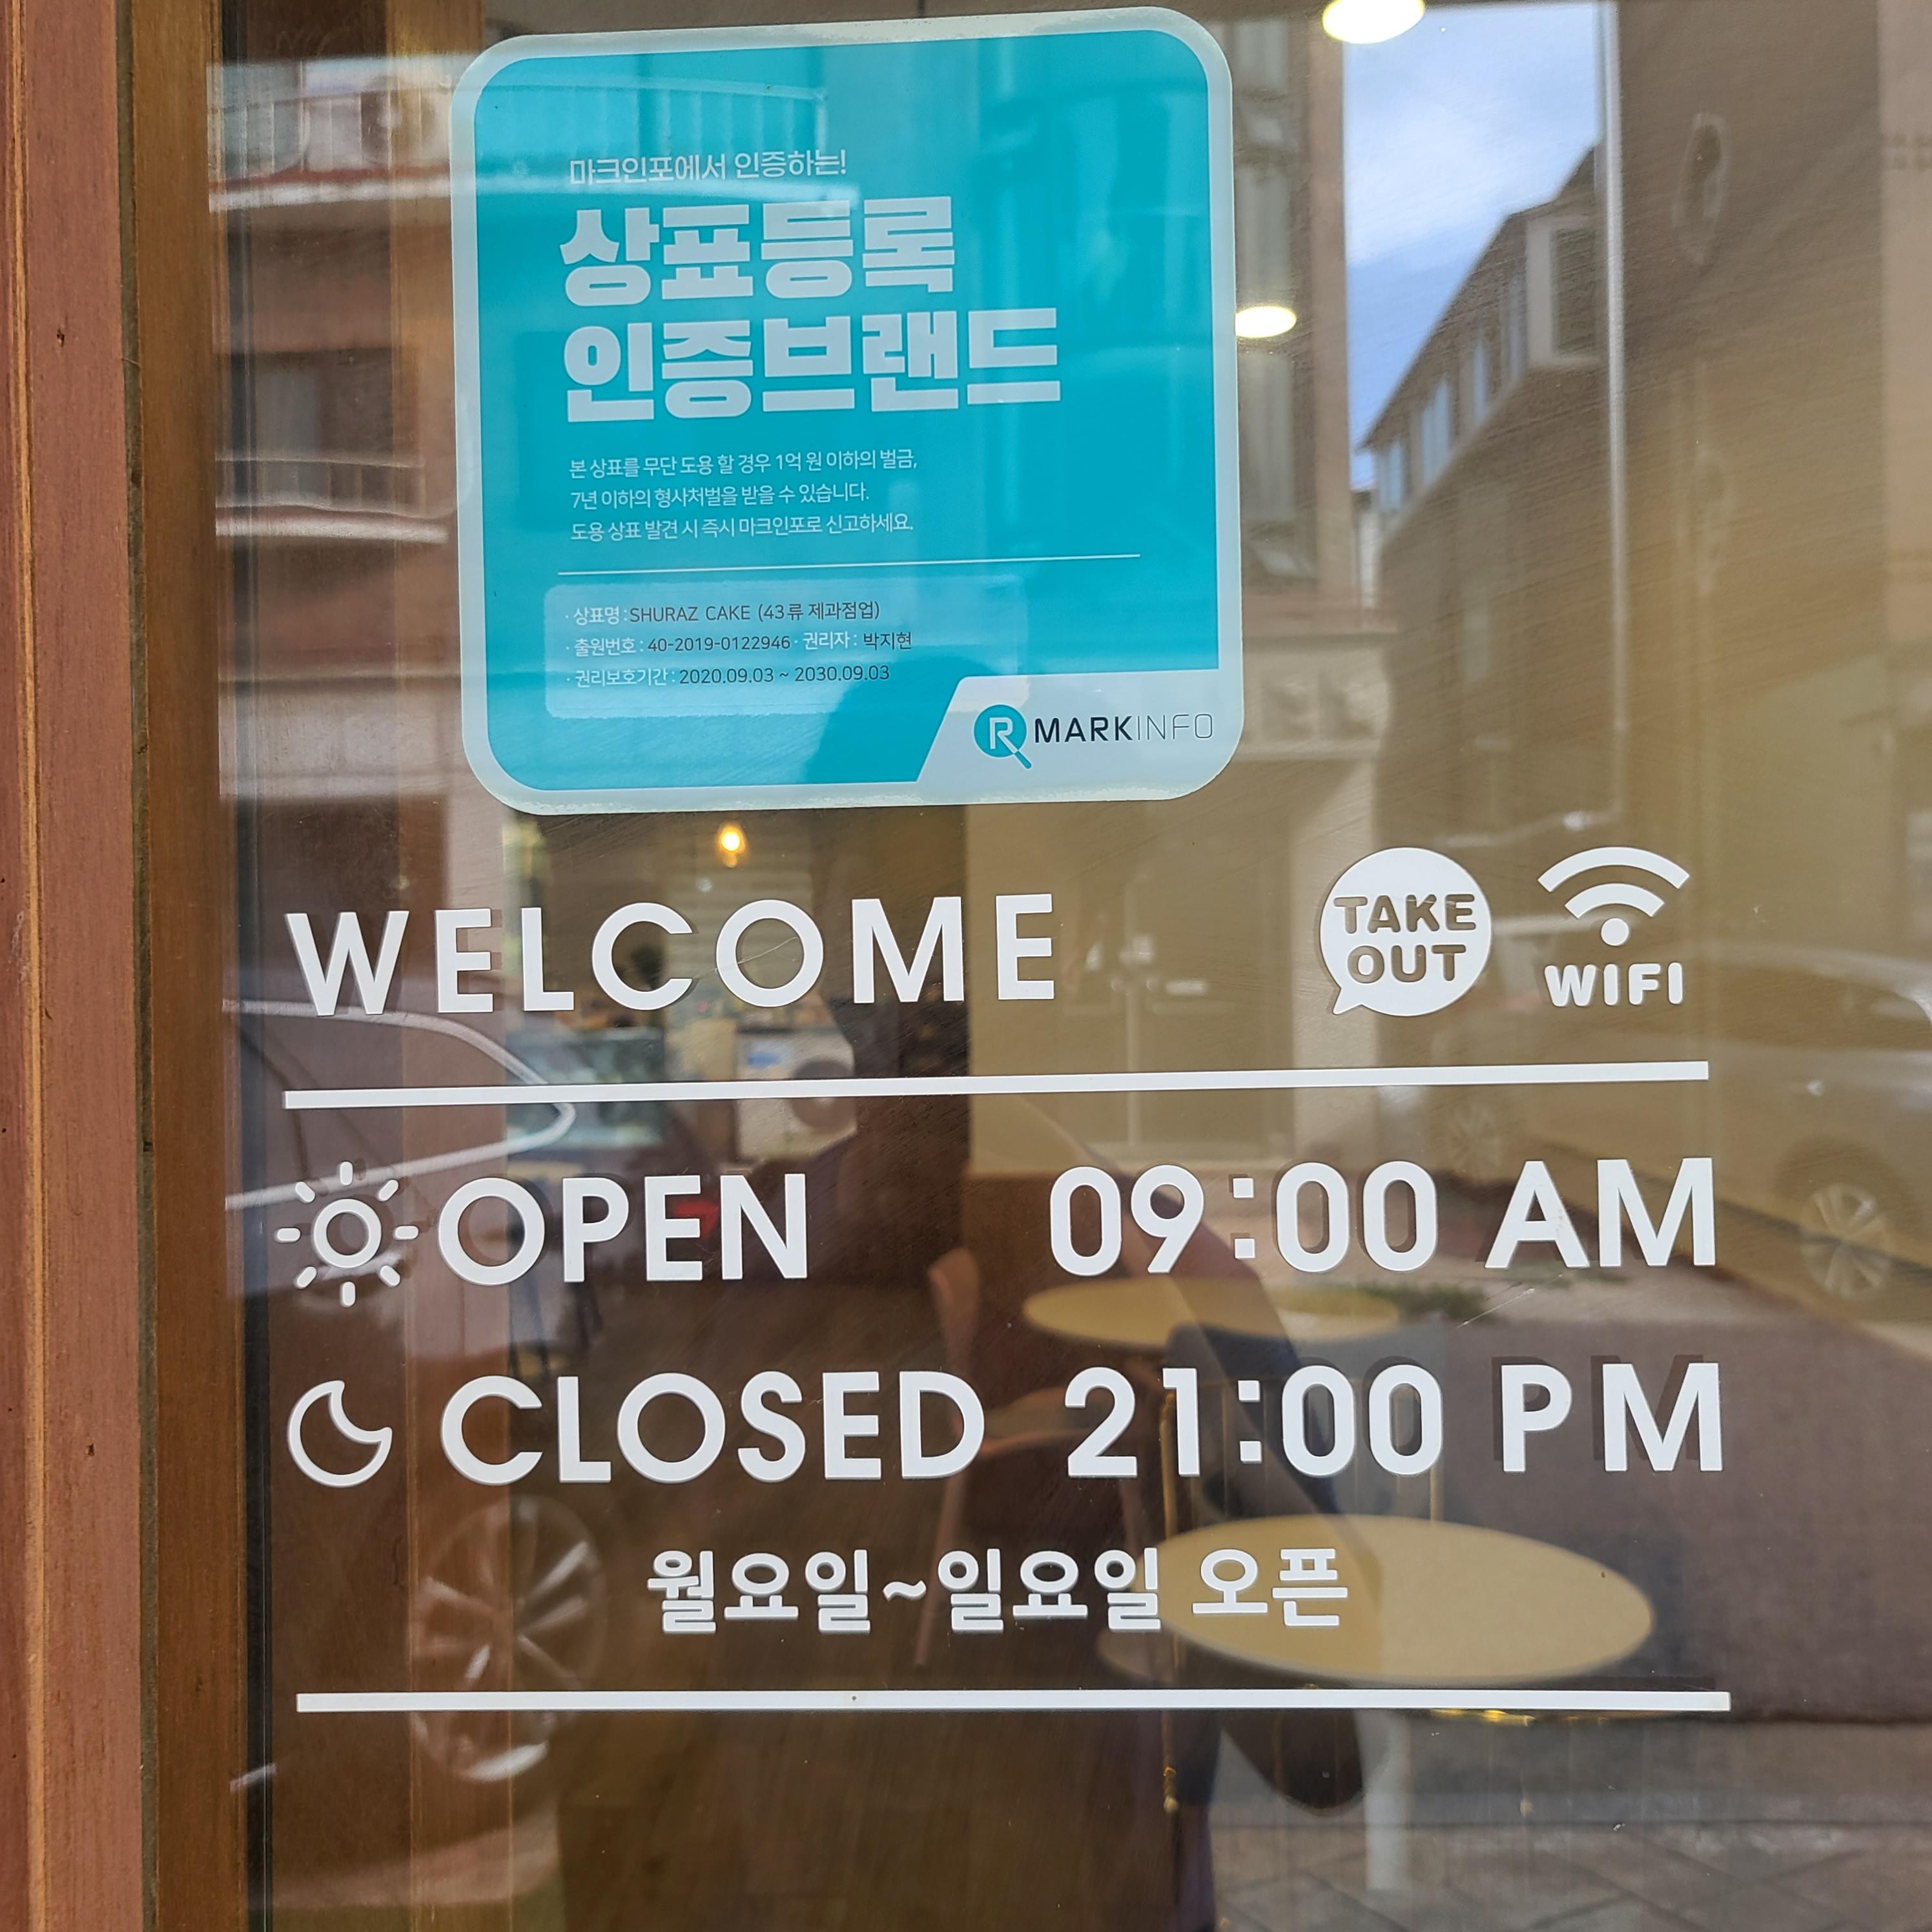 마크인포에서 인증하는!
상표등록
인증브랜드
본 상표를 무단 도용 할 경우 1억 원 이하의 벌금,
7년 이하의 형사처벌을 받을 수 있습니다.
도용 상표 발견 시 즉시 마크인포로 신고하세요.
· 상표명 : SHURAZ CAKE (43류 제과점업)
· 출원번호 : 40-2019-0122946 · 권리자 : 박지현
· 권리보호기간 : 2020.09.03 ~ 2030.09.03
R MARKINFO
WELCOME
TAKE
OUT
WIFI
OPEN 09:00 AM
CLOSED 21:00 PM
월요일~일요일 오픈